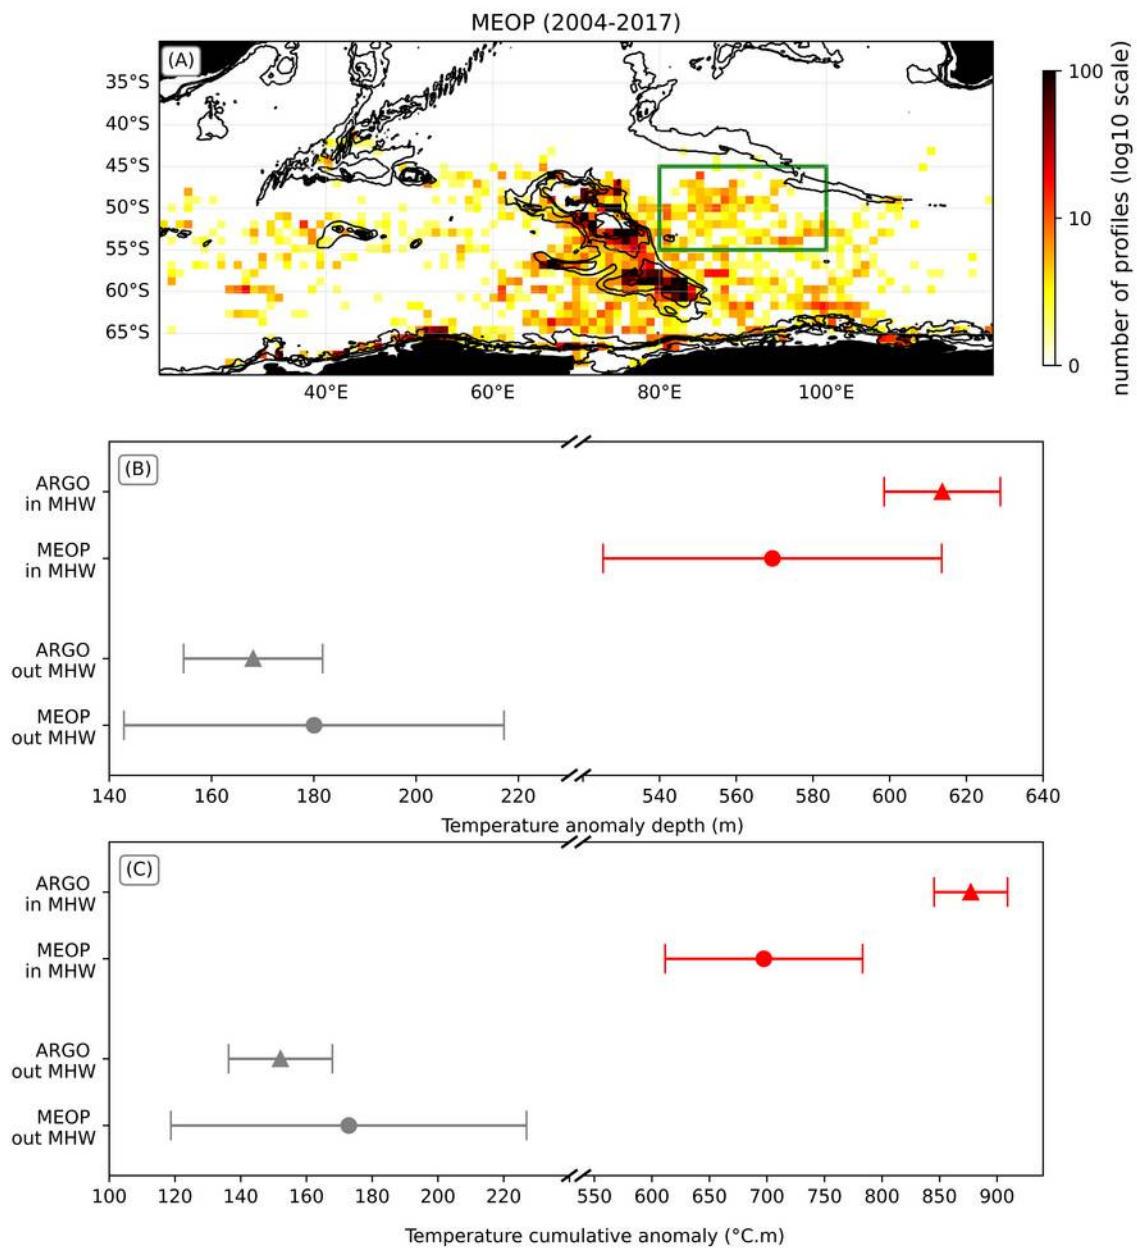 MEOP (2004-2017)
(A)
35°S
40°S
45°S
50°S
55°S
60°S
65°S
40°E 60°E 80°E 100°E
100
10
0
number of profiles (log10 scale)
(B)
ARGO
in MHW
MEOP
in MHW
ARGO
out MHW
MEOP
out MHW
140 160 180 200 220 540 560 580 600 620 640
Temperature anomaly depth (m)
(C)
ARGO
in MHW
MEOP
in MHW
ARGO
out MHW
MEOP
out MHW
100 120 140 160 180 200 220 550 600 650 700 750 800 850 900
Temperature cumulative anomaly (°C.m)